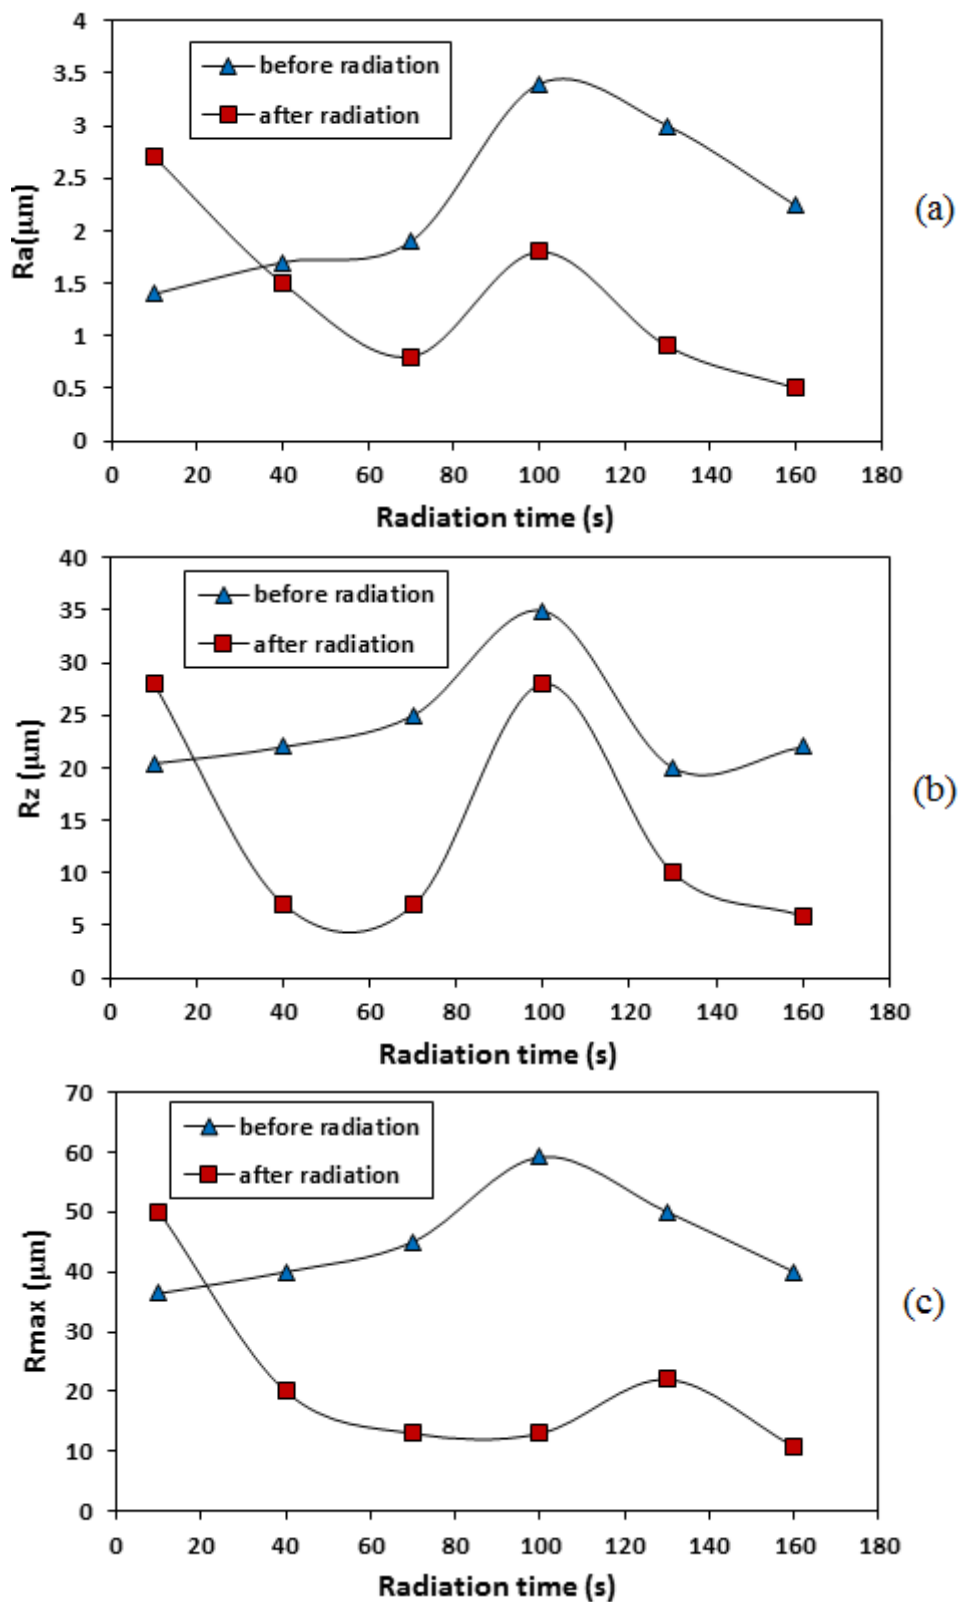 4
3.5
3
2.5
2
1.5
1
0.5
0
Ra(μm)
before radiation
after radiation
(a)
0 20 40 60 80 100 120 140 160 180
Radiation time (s)
40
35
30
25
20
15
10
5
0
Rz (μm)
before radiation
after radiation
(b)
0 20 40 60 80 100 120 140 160 180
Radiation time (s)
70
60
50
40
30
20
10
0
Rmax (μm)
before radiation
after radiation
(c)
0 20 40 60 80 100 120 140 160 180
Radiation time (s)